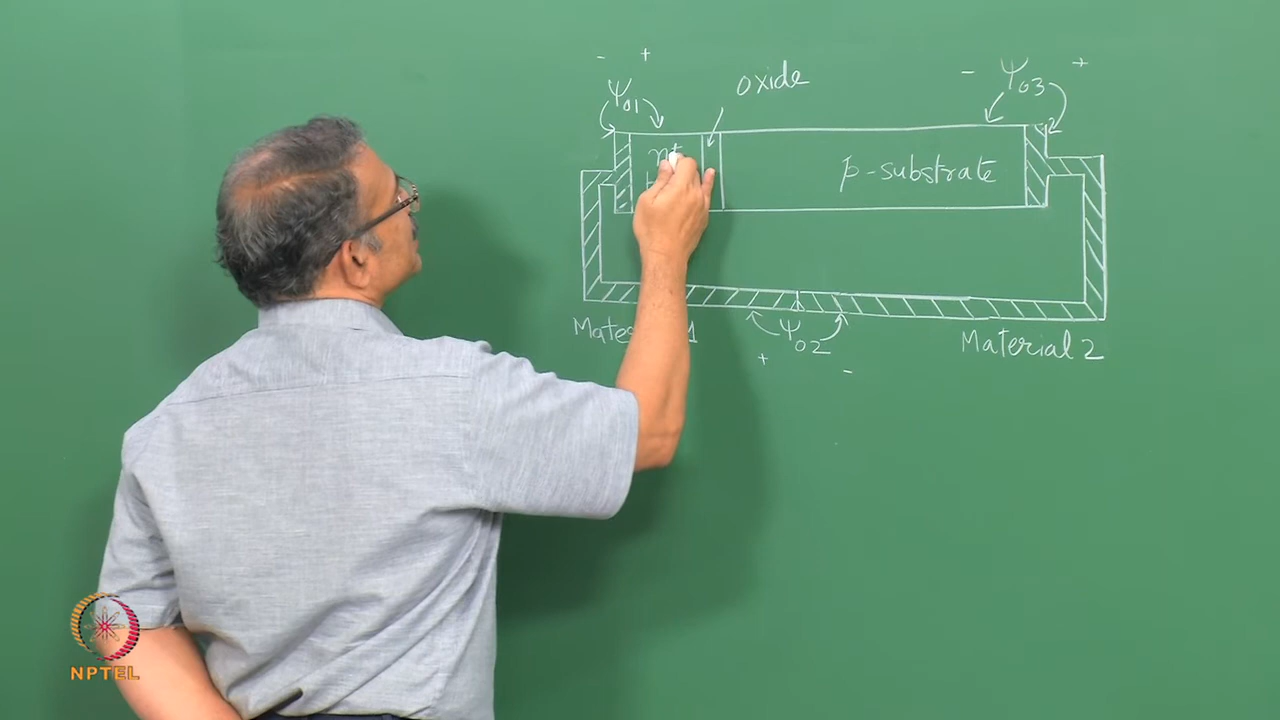 - +
ψ01
oxide
- ψ03 +
n+
p-substrate
ψ02
+ -
Material 2
NPTEL